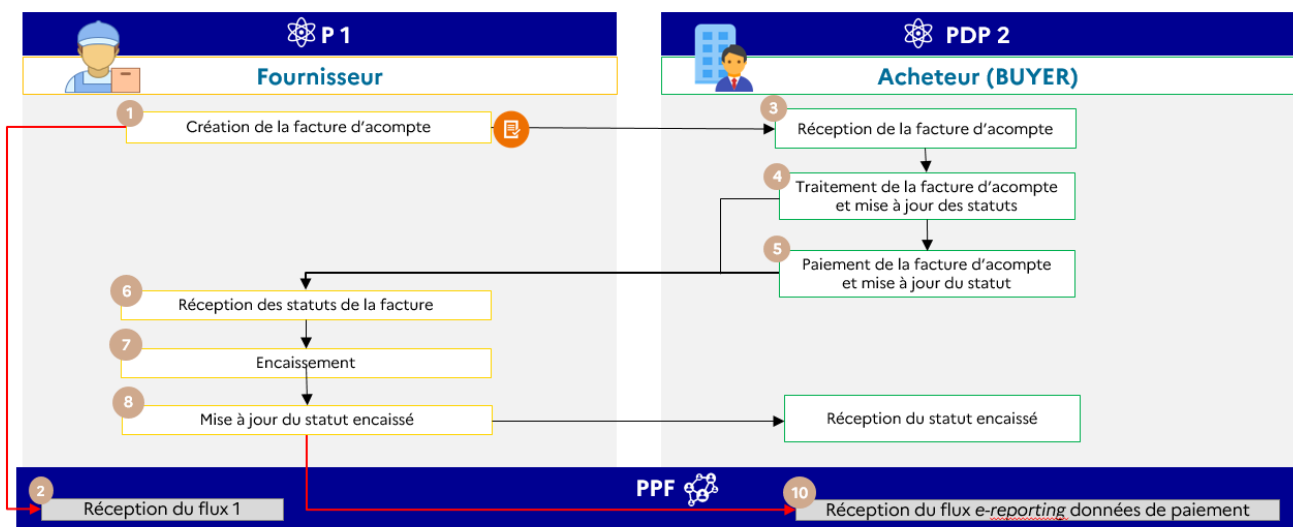 P 1
PDP 2
Fournisseur
Acheteur (BUYER)
1
Création de la facture d’acompte
3
Réception de la facture d’acompte
4
Traitement de la facture d’acompte
et mise à jour des statuts
5
Paiement de la facture d’acompte
et mise à jour du statut
6
Réception des statuts de la facture
7
Encaissement
8
Mise à jour du statut encaissé
Réception du statut encaissé
PPF
2
Réception du flux 1
10
Réception du flux e-reporting données de paiement